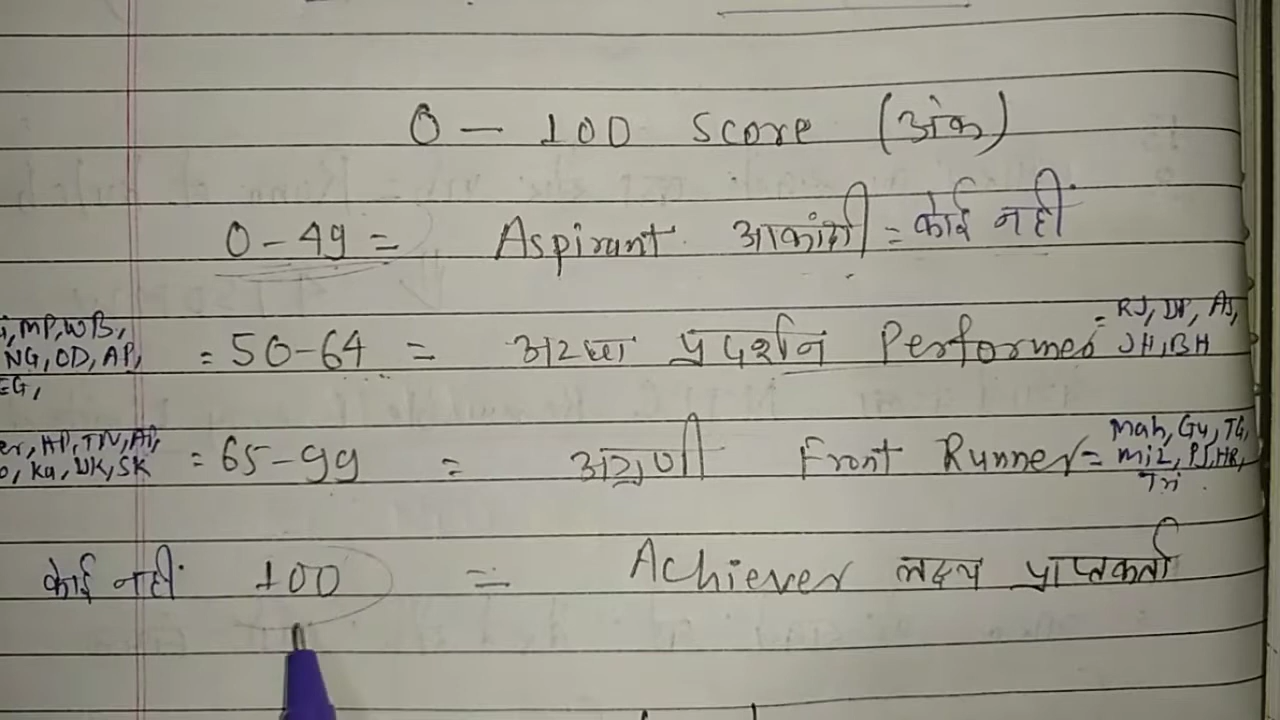 0 - 100 Score (अंक)
0 - 49 = Aspirant आकांक्षी = कोई नहीं
MP, WB, NG, OD, AP, = 50-64 = अच्छा प्रदर्शन Performer = RJ, UP, AS, JH, BH
HP, TN, AP, Ka, UK, SK = 65-99 = अग्रणी Front Runner = Mah, Gu, TG, Miz, PJ, HR, Tri
कोई नहीं 100 = Achiever लक्ष्य प्राप्तकर्ता